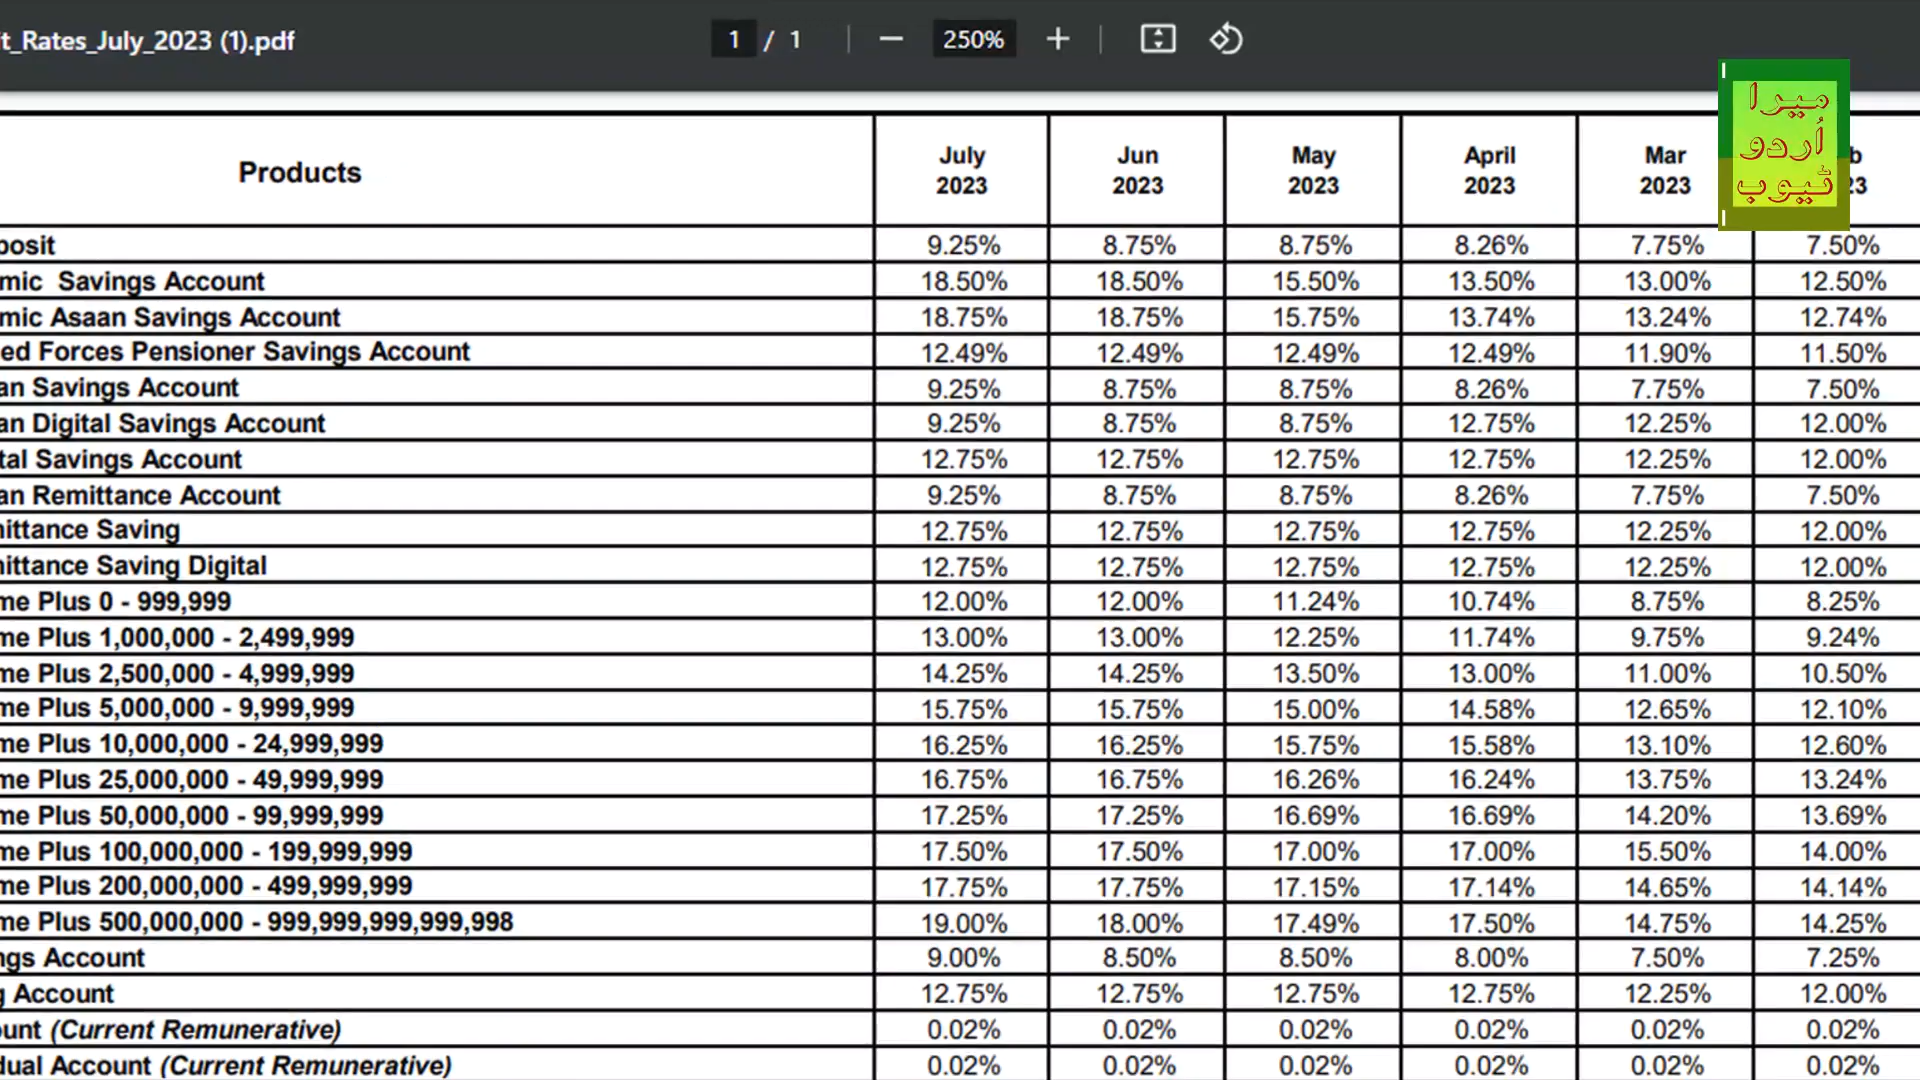 t_Rates_July_2023 (1).pdf
1 / 1
250%
میرا
اُردو
ٹیوب
Products July 2023 Jun 2023 May 2023 April 2023 Mar 2023 b 23
posit 9.25% 8.75% 8.75% 8.26% 7.75% 7.50%
mic Savings Account 18.50% 18.50% 15.50% 13.50% 13.00% 12.50%
mic Asaan Savings Account 18.75% 18.75% 15.75% 13.74% 13.24% 12.74%
ed Forces Pensioner Savings Account 12.49% 12.49% 12.49% 12.49% 11.90% 11.50%
an Savings Account 9.25% 8.75% 8.75% 8.26% 7.75% 7.50%
an Digital Savings Account 9.25% 8.75% 8.75% 12.75% 12.25% 12.00%
tal Savings Account 12.75% 12.75% 12.75% 12.75% 12.25% 12.00%
an Remittance Account 9.25% 8.75% 8.75% 8.26% 7.75% 7.50%
ittance Saving 12.75% 12.75% 12.75% 12.75% 12.25% 12.00%
ittance Saving Digital 12.75% 12.75% 12.75% 12.75% 12.25% 12.00%
me Plus 0 - 999,999 12.00% 12.00% 11.24% 10.74% 8.75% 8.25%
me Plus 1,000,000 - 2,499,999 13.00% 13.00% 12.25% 11.74% 9.75% 9.24%
me Plus 2,500,000 - 4,999,999 14.25% 14.25% 13.50% 13.00% 11.00% 10.50%
me Plus 5,000,000 - 9,999,999 15.75% 15.75% 15.00% 14.58% 12.65% 12.10%
me Plus 10,000,000 - 24,999,999 16.25% 16.25% 15.75% 15.58% 13.10% 12.60%
me Plus 25,000,000 - 49,999,999 16.75% 16.75% 16.26% 16.24% 13.75% 13.24%
me Plus 50,000,000 - 99,999,999 17.25% 17.25% 16.69% 16.69% 14.20% 13.69%
me Plus 100,000,000 - 199,999,999 17.50% 17.50% 17.00% 17.00% 15.50% 14.00%
me Plus 200,000,000 - 499,999,999 17.75% 17.75% 17.15% 17.14% 14.65% 14.14%
me Plus 500,000,000 - 999,999,999,999,998 19.00% 18.00% 17.49% 17.50% 14.75% 14.25%
ngs Account 9.00% 8.50% 8.50% 8.00% 7.50% 7.25%
g Account 12.75% 12.75% 12.75% 12.75% 12.25% 12.00%
unt (Current Remunerative) 0.02% 0.02% 0.02% 0.02% 0.02% 0.02%
dual Account (Current Remunerative) 0.02% 0.02% 0.02% 0.02% 0.02% 0.02%